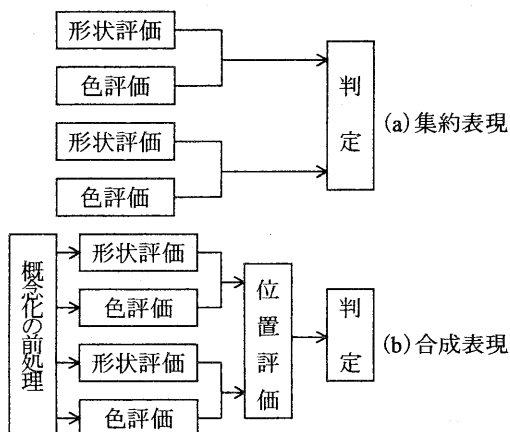 形状評価
色評価
形状評価
色評価
判定
(a)集約表現
概念化の前処理
形状評価
色評価
形状評価
色評価
位置評価
判定
(b)合成表現